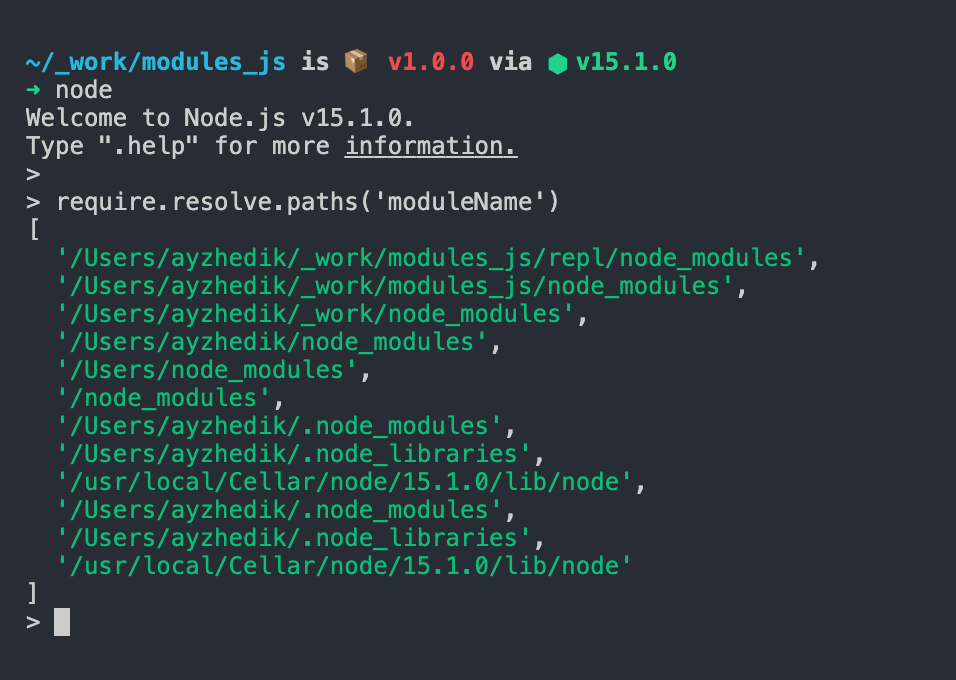 ~/_work/modules_js is 📦 v1.0.0 via ⬢ v15.1.0
➜ node
Welcome to Node.js v15.1.0.
Type ".help" for more information.
>
> require.resolve.paths('moduleName')
[
  '/Users/ayzhedik/_work/modules_js/repl/node_modules',
  '/Users/ayzhedik/_work/modules_js/node_modules',
  '/Users/ayzhedik/_work/node_modules',
  '/Users/ayzhedik/node_modules',
  '/Users/node_modules',
  '/node_modules',
  '/Users/ayzhedik/.node_modules',
  '/Users/ayzhedik/.node_libraries',
  '/usr/local/Cellar/node/15.1.0/lib/node',
  '/Users/ayzhedik/.node_modules',
  '/Users/ayzhedik/.node_libraries',
  '/usr/local/Cellar/node/15.1.0/lib/node'
]
>